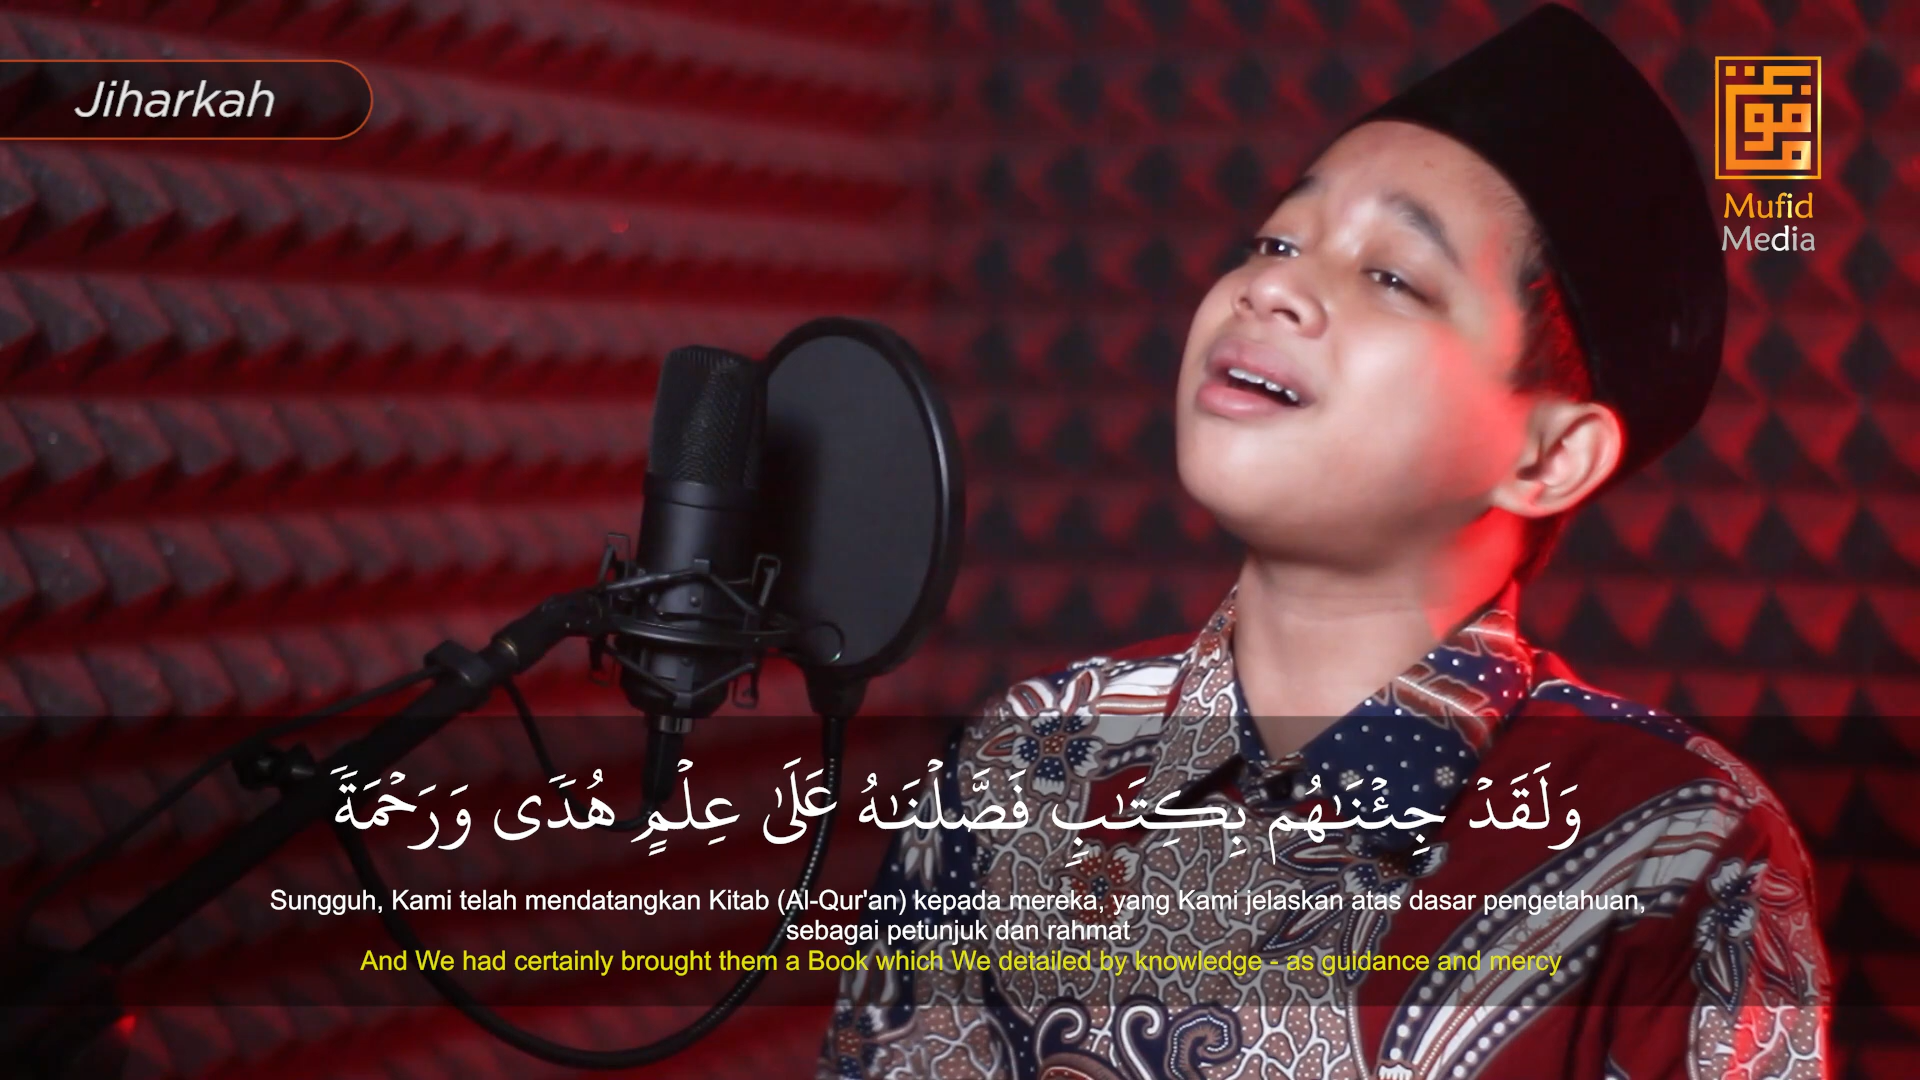 Jiharkah
Mufid
Media
وَلَقَدْ جِئْنَٰهُم بِكِتَٰبٍ فَصَّلْنَٰهُ عَلَىٰ عِلْمٍ هُدًى وَرَحْمَةً
Sungguh, Kami telah mendatangkan Kitab (Al-Qur'an) kepada mereka, yang Kami jelaskan atas dasar pengetahuan,
sebagai petunjuk dan rahmat
And We had certainly brought them a Book which We detailed by knowledge - as guidance and mercy